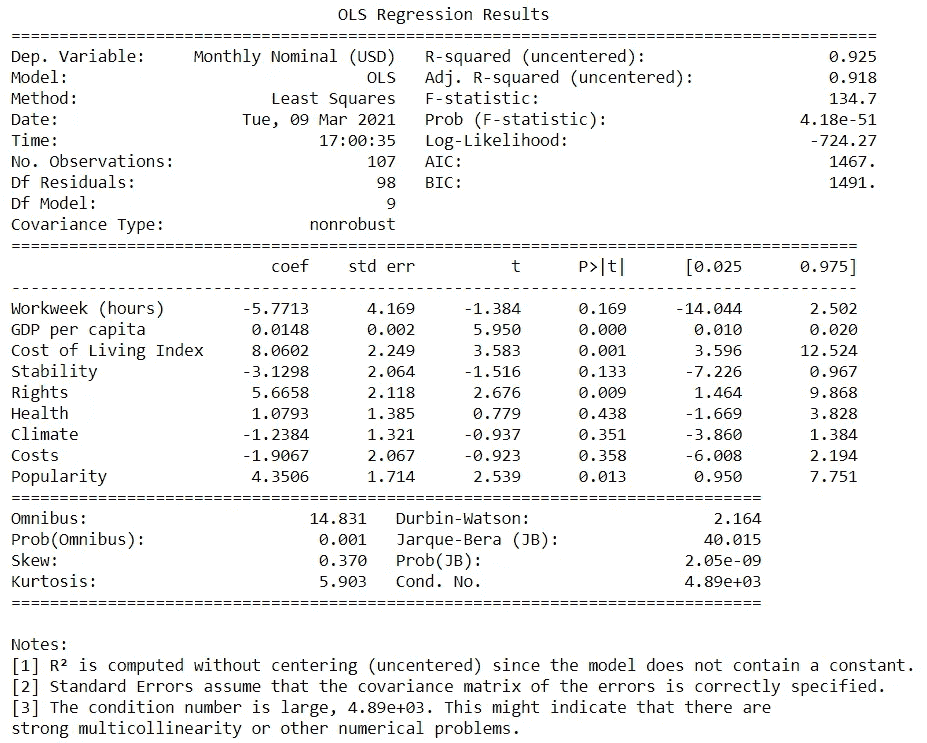 OLS Regression Results
==============================================================================
Dep. Variable: Monthly Nominal (USD) R-squared (uncentered): 0.925
Model: OLS Adj. R-squared (uncentered): 0.918
Method: Least Squares F-statistic: 134.7
Date: Tue, 09 Mar 2021 Prob (F-statistic): 4.18e-51
Time: 17:00:35 Log-Likelihood: -724.27
No. Observations: 107 AIC: 1467.
Df Residuals: 98 BIC: 1491.
Df Model: 9
Covariance Type: nonrobust
==============================================================================
coef std err t P>|t| [0.025 0.975]
------------------------------------------------------------------------------
Workweek (hours) -5.7713 4.169 -1.384 0.169 -14.044 2.502
GDP per capita 0.0148 0.002 5.950 0.000 0.010 0.020
Cost of Living Index 8.0602 2.249 3.583 0.001 3.596 12.524
Stability -3.1298 2.064 -1.516 0.133 -7.226 0.967
Rights 5.6658 2.118 2.676 0.009 1.464 9.868
Health 1.0793 1.385 0.779 0.438 -1.669 3.828
Climate -1.2384 1.321 -0.937 0.351 -3.860 1.384
Costs -1.9067 2.067 -0.923 0.358 -6.008 2.194
Popularity 4.3506 1.714 2.539 0.013 0.950 7.751
==============================================================================
Omnibus: 14.831 Durbin-Watson: 2.164
Prob(Omnibus): 0.001 Jarque-Bera (JB): 40.015
Skew: 0.370 Prob(JB): 2.05e-09
Kurtosis: 5.903 Cond. No. 4.89e+03
==============================================================================
Notes:
[1] R² is computed without centering (uncentered) since the model does not contain a constant.
[2] Standard Errors assume that the covariance matrix of the errors is correctly specified.
[3] The condition number is large, 4.89e+03. This might indicate that there are
strong multicollinearity or other numerical problems.